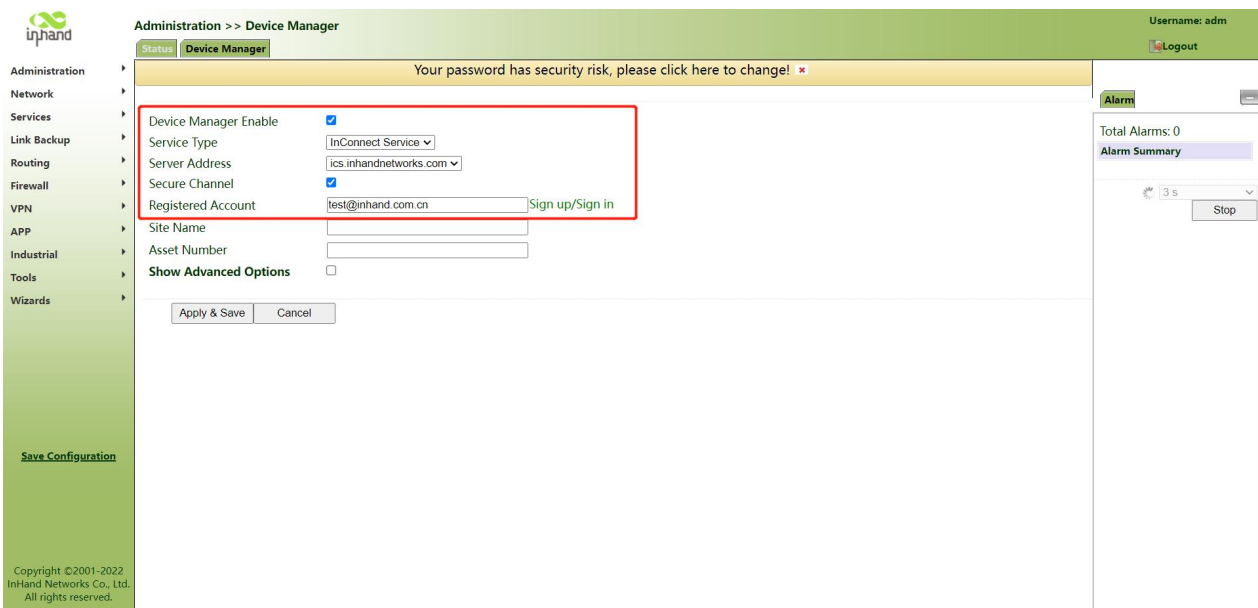 inhand
Administration >> Device Manager
Username: adm
Status Device Manager
Logout
Your password has security risk, please click here to change!
Administration
Network
Services
Link Backup
Routing
Firewall
VPN
APP
Industrial
Tools
Wizards
Device Manager Enable
Service Type InConnect Service
Server Address ics.inhandnetworks.com
Secure Channel
Registered Account test@inhand.com.cn Sign up/Sign in
Site Name
Asset Number
Show Advanced Options
Apply & Save Cancel
Alarm
Total Alarms: 0
Alarm Summary
3 s
Stop
Save Configuration
Copyright ©2001-2022
InHand Networks Co., Ltd.
All rights reserved.